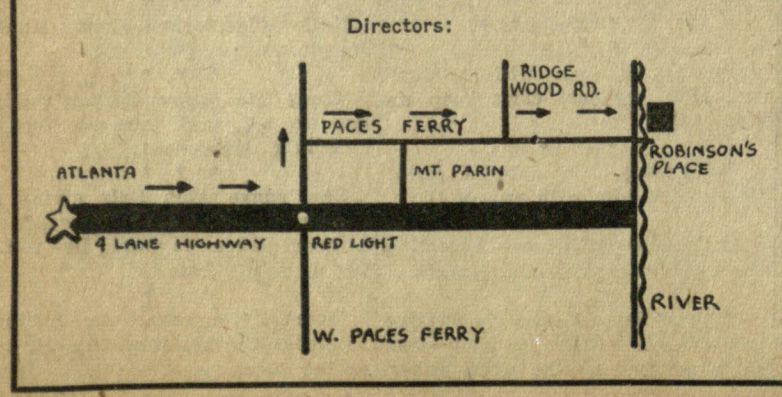 Directors:
RIDGE
WOOD RD.
PACES FERRY
ATLANTA
MT. PARIN
ROBINSON'S
PLACE
4 LANE HIGHWAY
RED LIGHT
RIVER
W. PACES FERRY